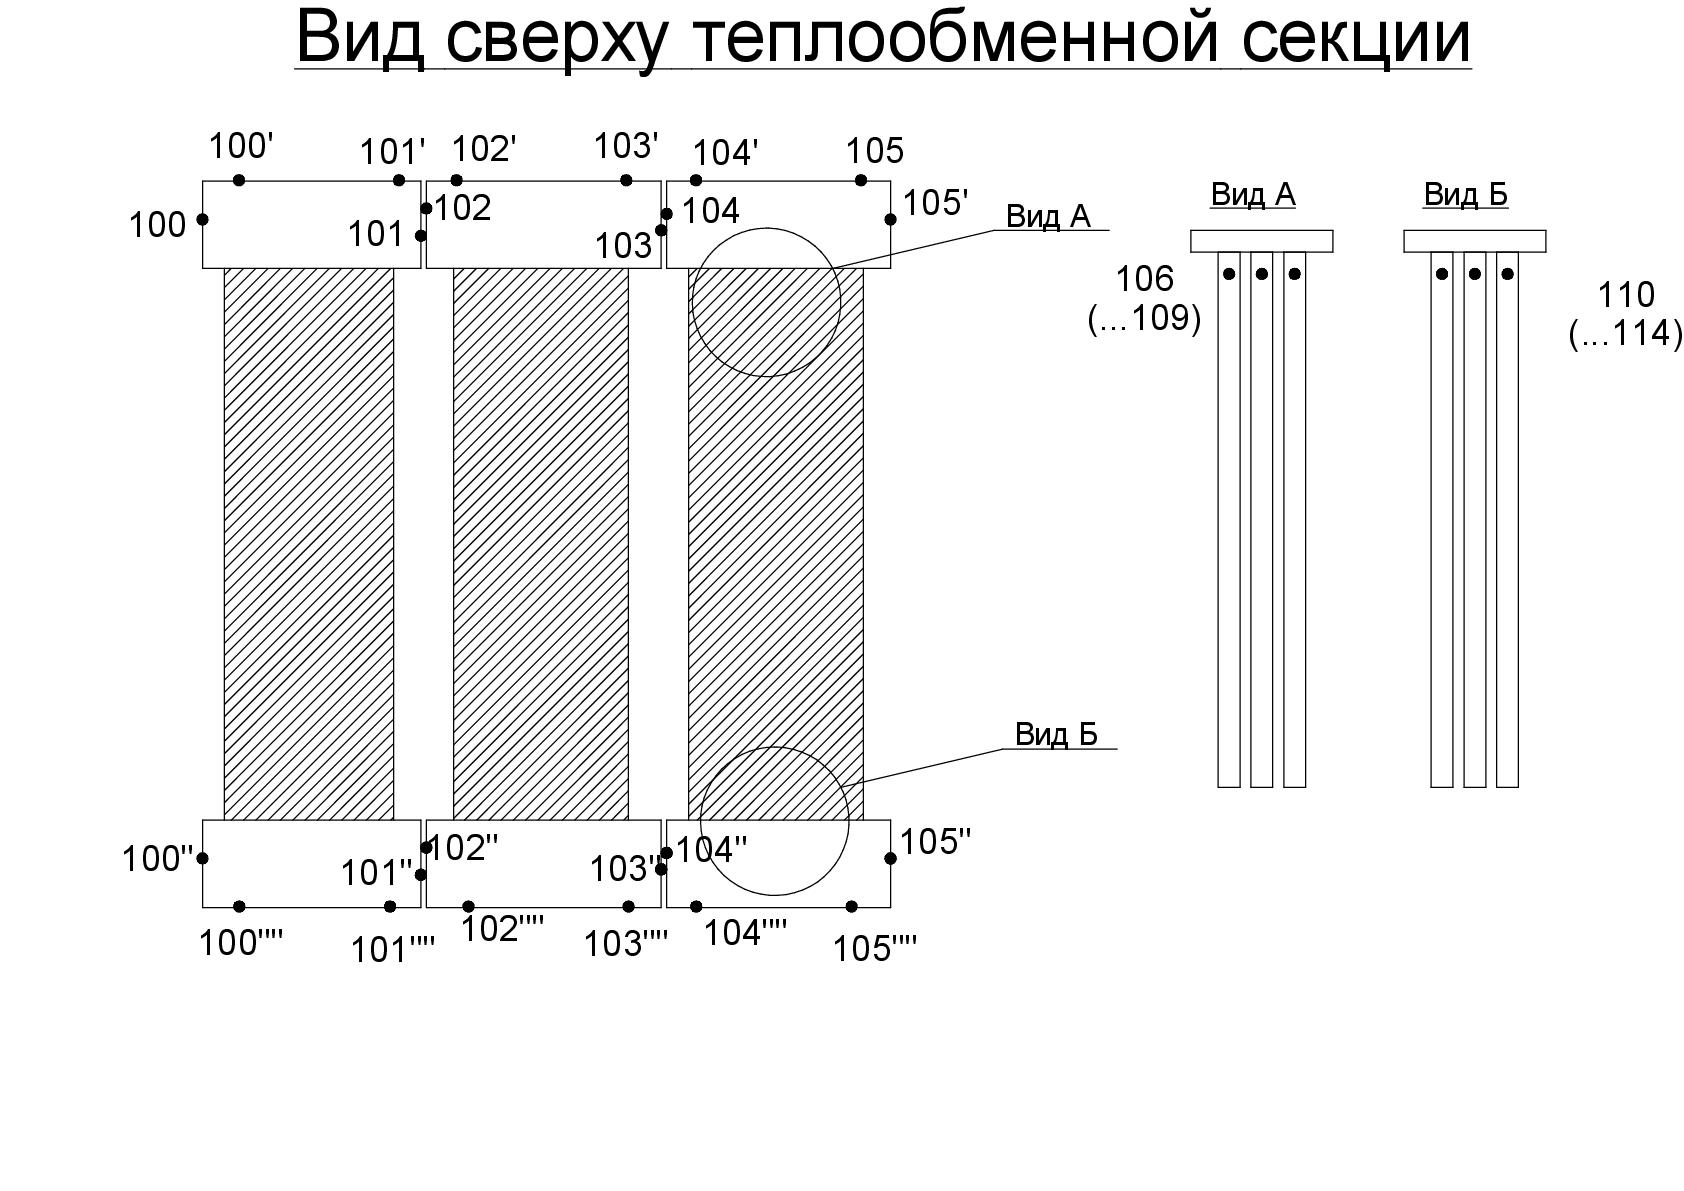 Вид сверху теплообменной секции
100' 101' 102' 103' 104' 105
100 101 102 103 104 105'
Вид А
Вид А
Вид Б
106
(...109)
110
(...114)
Вид Б
100" 101" 102" 103" 104" 105"
100"" 101"" 102"" 103"" 104"" 105""